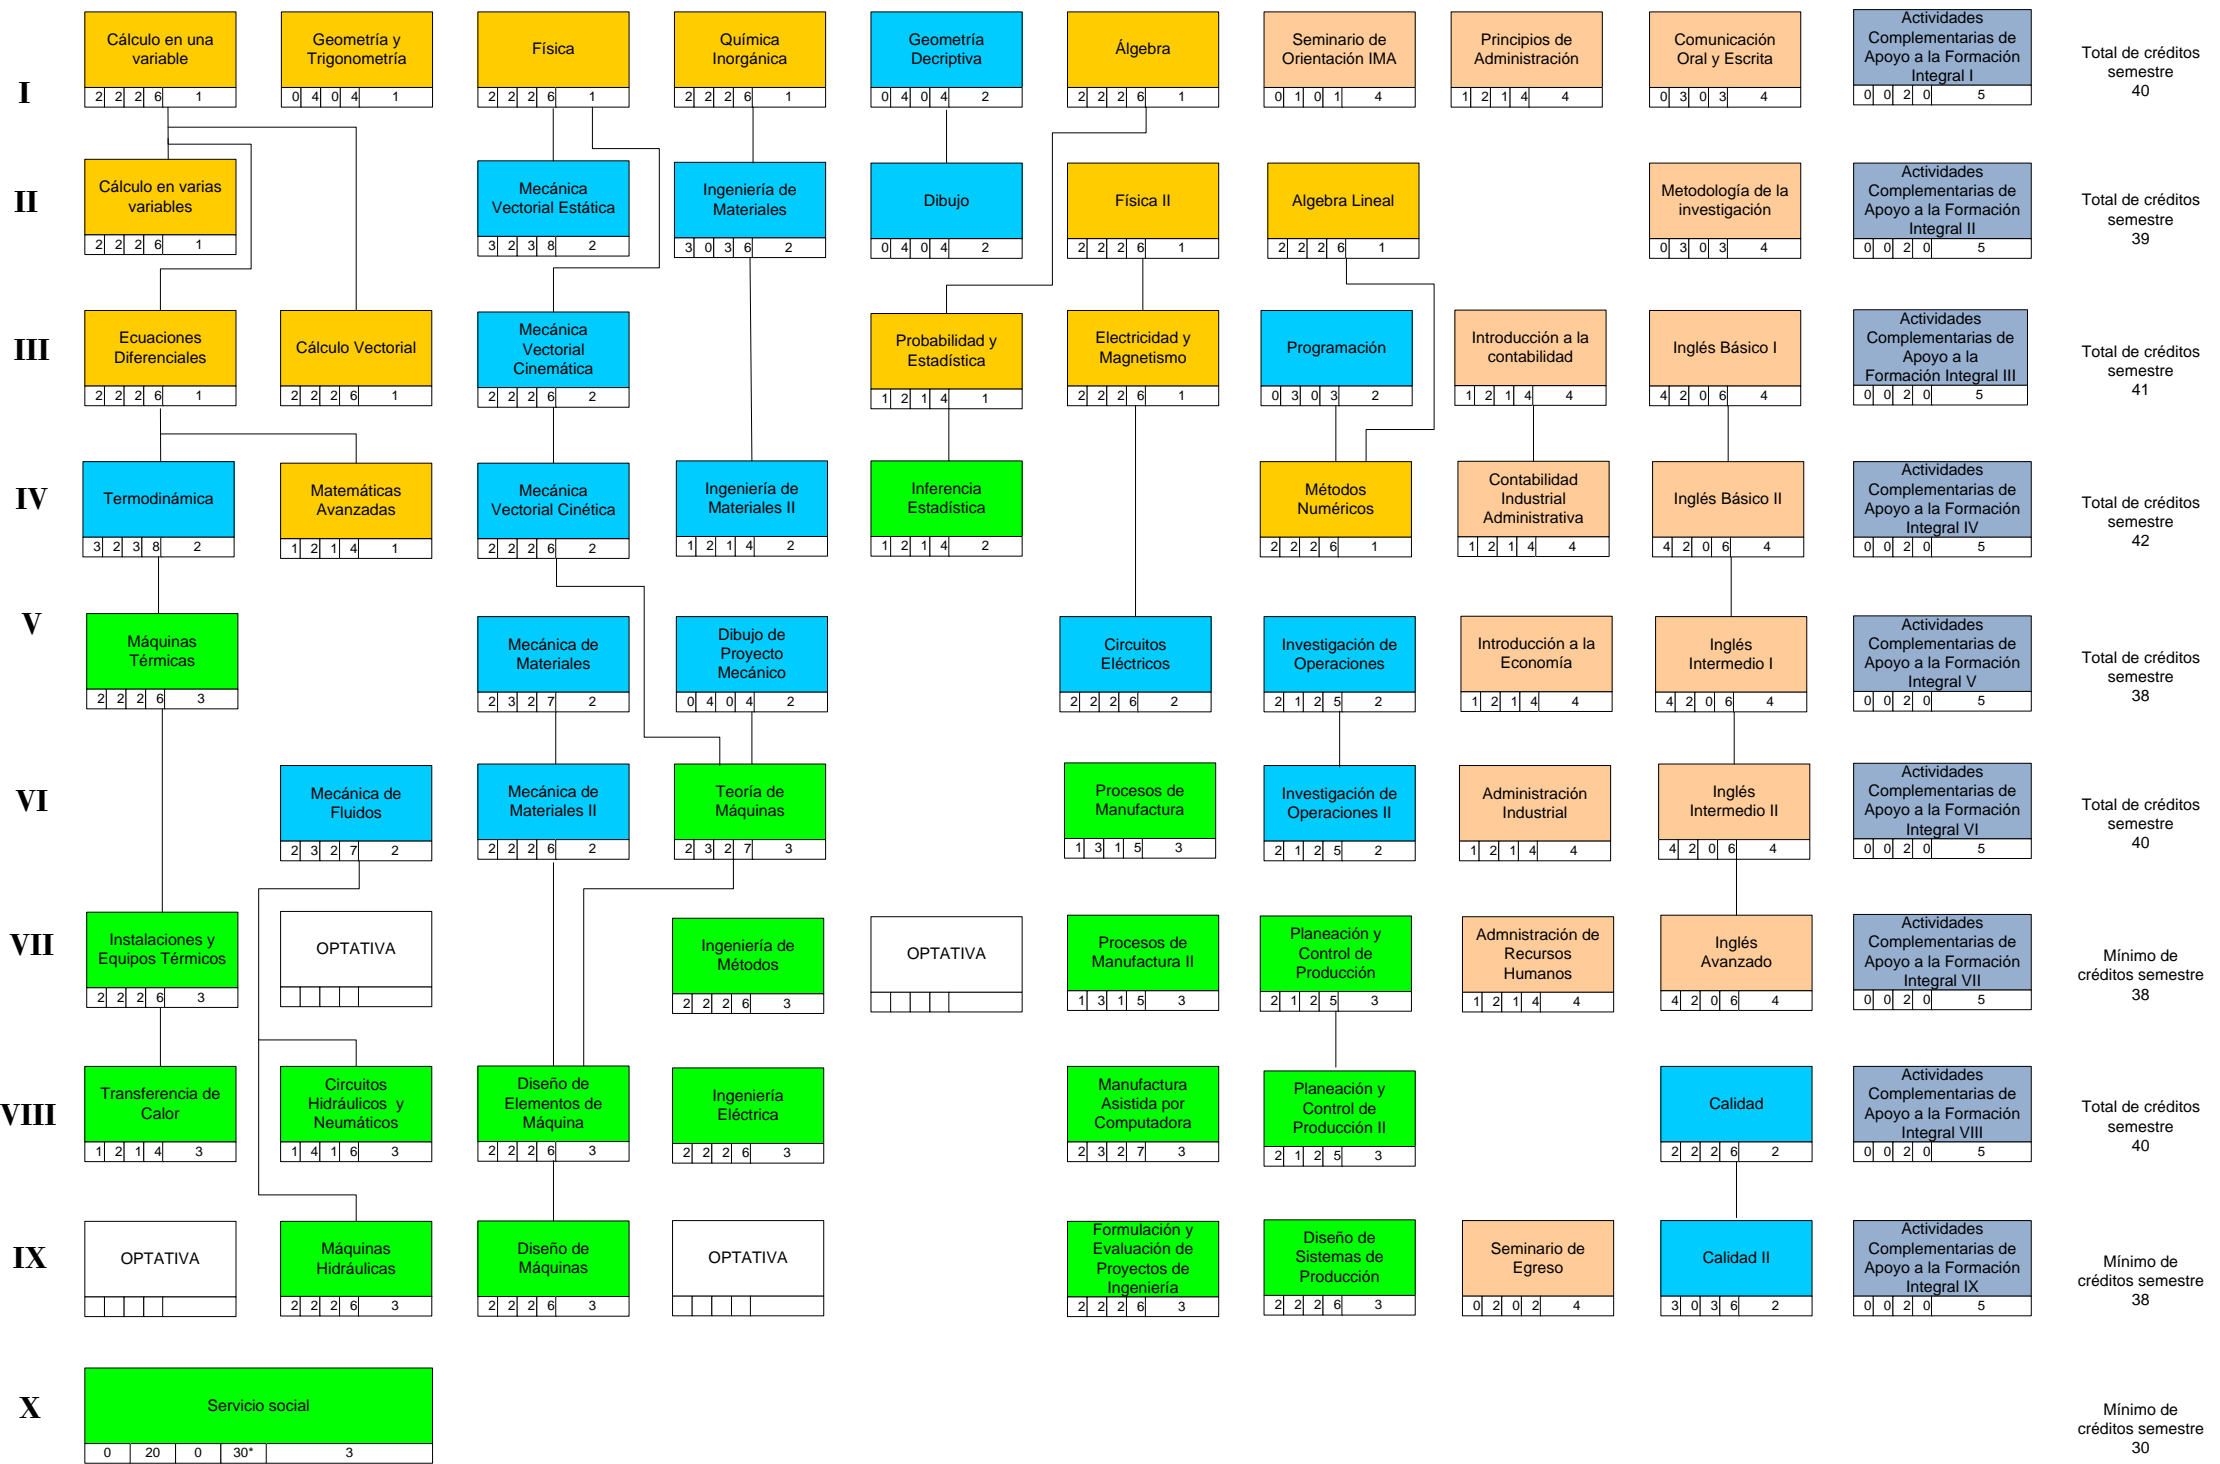 I
Cálculo en una
variable
2 2 2 6 1
Geometría y
Trigonometría
0 4 0 4 1
Física
2 2 2 6 1
Química
Inorgánica
2 2 2 6 1
Geometría
Decriptiva
0 4 0 4 2
Álgebra
2 2 2 6 1
Seminario de
Orientación IMA
0 1 0 1 4
Principios de
Administración
1 2 1 4 4
Comunicación
Oral y Escrita
0 3 0 3 4
Actividades
Complementarias de
Apoyo a la Formación
Integral I
0 0 2 0 5
Total de créditos
semestre
40
II
Cálculo en varias
variables
2 2 2 6 1
Mecánica
Vectorial Estática
3 2 3 8 2
Ingeniería de
Materiales
3 0 3 6 2
Dibujo
0 4 0 4 2
Física II
2 2 2 6 1
Algebra Lineal
2 2 2 6 1
Metodología de la
investigación
0 3 0 3 4
Actividades
Complementarias de
Apoyo a la Formación
Integral II
0 0 2 0 5
Total de créditos
semestre
39
III
Ecuaciones
Diferenciales
2 2 2 6 1
Cálculo Vectorial
2 2 2 6 1
Mecánica
Vectorial
Cinemática
2 2 2 6 2
Probabilidad y
Estadística
1 2 1 4 1
Electricidad y
Magnetismo
2 2 2 6 1
Programación
0 3 0 3 2
Introducción a la
contabilidad
1 2 1 4 4
Inglés Básico I
4 2 0 6 4
Actividades
Complementarias de
Apoyo a la
Formación Integral III
0 0 2 0 5
Total de créditos
semestre
41
IV
Termodinámica
3 2 3 8 2
Matemáticas
Avanzadas
1 2 1 4 1
Mecánica
Vectorial Cinética
2 2 2 6 2
Ingeniería de
Materiales II
1 2 1 4 2
Inferencia
Estadística
1 2 1 4 2
Métodos
Numéricos
2 2 2 6 1
Contabilidad
Industrial
Administrativa
1 2 1 4 4
Inglés Básico II
4 2 0 6 4
Actividades
Complementarias de
Apoyo a la Formación
Integral IV
0 0 2 0 5
Total de créditos
semestre
42
V
Máquinas
Térmicas
2 2 2 6 3
Mecánica de
Materiales
2 3 2 7 2
Dibujo de
Proyecto
Mecánico
0 4 0 4 2
Circuitos
Eléctricos
2 2 2 6 2
Investigación de
Operaciones
2 1 2 5 2
Introducción a la
Economía
1 2 1 4 4
Inglés
Intermedio I
4 2 0 6 4
Actividades
Complementarias de
Apoyo a la Formación
Integral V
0 0 2 0 5
Total de créditos
semestre
38
VI
Mecánica de
Fluidos
2 3 2 7 2
Mecánica de
Materiales II
2 2 2 6 2
Teoría de
Máquinas
2 3 2 7 3
Procesos de
Manufactura
1 3 1 5 3
Investigación de
Operaciones II
2 1 2 5 2
Administración
Industrial
1 2 1 4 4
Inglés
Intermedio II
4 2 0 6 4
Actividades
Complementarias de
Apoyo a la Formación
Integral VI
0 0 2 0 5
Total de créditos
semestre
40
VII
Instalaciones y
Equipos Térmicos
2 2 2 6 3
OPTATIVA
Ingeniería de
Métodos
2 2 2 6 3
OPTATIVA
Procesos de
Manufactura II
1 3 1 5 3
Planeación y
Control de
Producción
2 1 2 5 3
Admnistración de
Recursos
Humanos
1 2 1 4 4
Inglés
Avanzado
4 2 0 6 4
Actividades
Complementarias de
Apoyo a la Formación
Integral VII
0 0 2 0 5
Mínimo de
créditos semestre
38
VIII
Transferencia de
Calor
1 2 1 4 3
Circuitos
Hidráulicos y
Neumáticos
1 4 1 6 3
Diseño de
Elementos de
Máquina
2 2 2 6 3
Ingeniería
Eléctrica
2 2 2 6 3
Manufactura
Asistida por
Computadora
2 3 2 7 3
Planeación y
Control de
Producción II
2 1 2 5 3
Calidad
2 2 2 6 2
Actividades
Complementarias de
Apoyo a la Formación
Integral VIII
0 0 2 0 5
Total de créditos
semestre
40
IX
OPTATIVA
Máquinas
Hidráulicas
2 2 2 6 3
Diseño de
Máquinas
2 2 2 6 3
OPTATIVA
Formulación y
Evaluación de
Proyectos de
Ingeniería
2 2 2 6 3
Diseño de
Sistemas de
Producción
2 2 2 6 3
Seminario de
Egreso
0 2 0 2 4
Calidad II
3 0 3 6 2
Actividades
Complementarias de
Apoyo a la Formación
Integral IX
0 0 2 0 5
Mínimo de
créditos semestre
38
X
Servicio social
0 20 0 30* 3
Mínimo de
créditos semestre
30